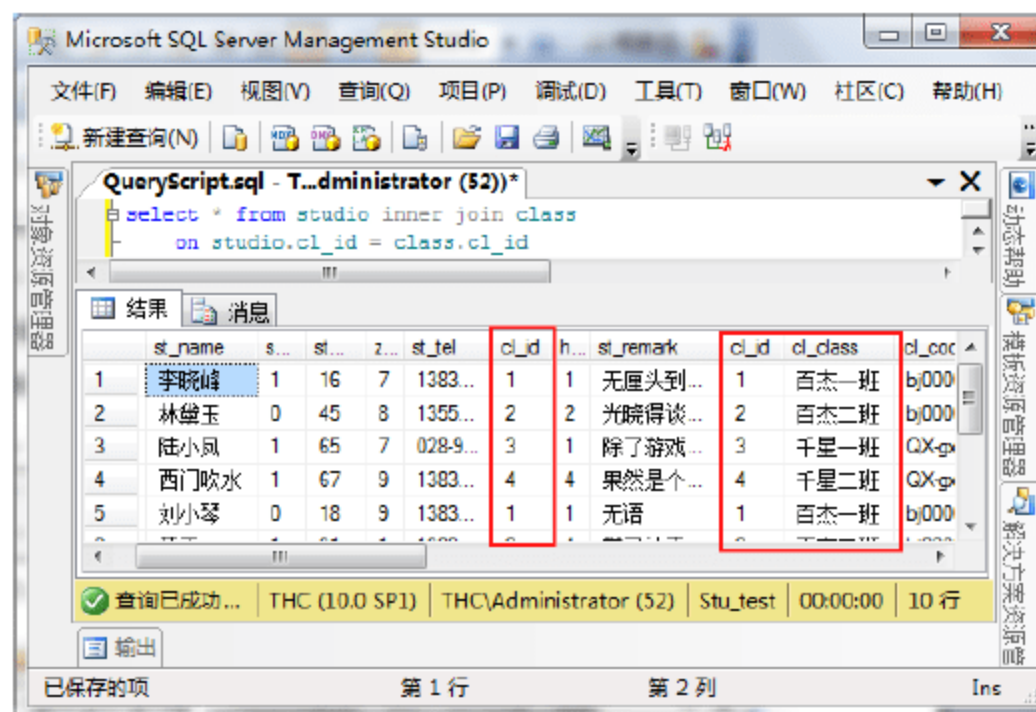 Microsoft SQL Server Management Studio
文件(F) 编辑(E) 视图(V) 查询(Q) 项目(P) 调试(D) 工具(T) 窗口(W) 社区(C) 帮助(H)
新建查询(N)
QueryScript.sql - T...dministrator (52))*
select * from studio inner join class
on studio.cl_id = class.cl_id
结果 消息
st_name s... st... z... st_tel cl_id h... st_remark cl_id cl_class cl_coc
1 李晓峰 1 16 7 1383... 1 1 无厘头到... 1 百杰一班 bj000
2 林黛玉 0 45 8 1355... 2 2 光晓得谈... 2 百杰二班 bj000
3 陆小凤 1 65 7 028-9... 3 1 除了游戏... 3 千星一班 QX-gx
4 西门吹水 1 67 9 1383... 4 4 果然是个... 4 千星二班 QX-gx
5 刘小琴 0 18 9 1383... 1 1 无语 1 百杰一班 bj000
查询已成功... THC (10.0 SP1) THC\Administrator (52) Stu_test 00:00:00 10 行
输出
已保存的项 第 1 行 第 2 列 Ins
对象资源管理器
动态帮助
模板资源管理器
解决方案资源管